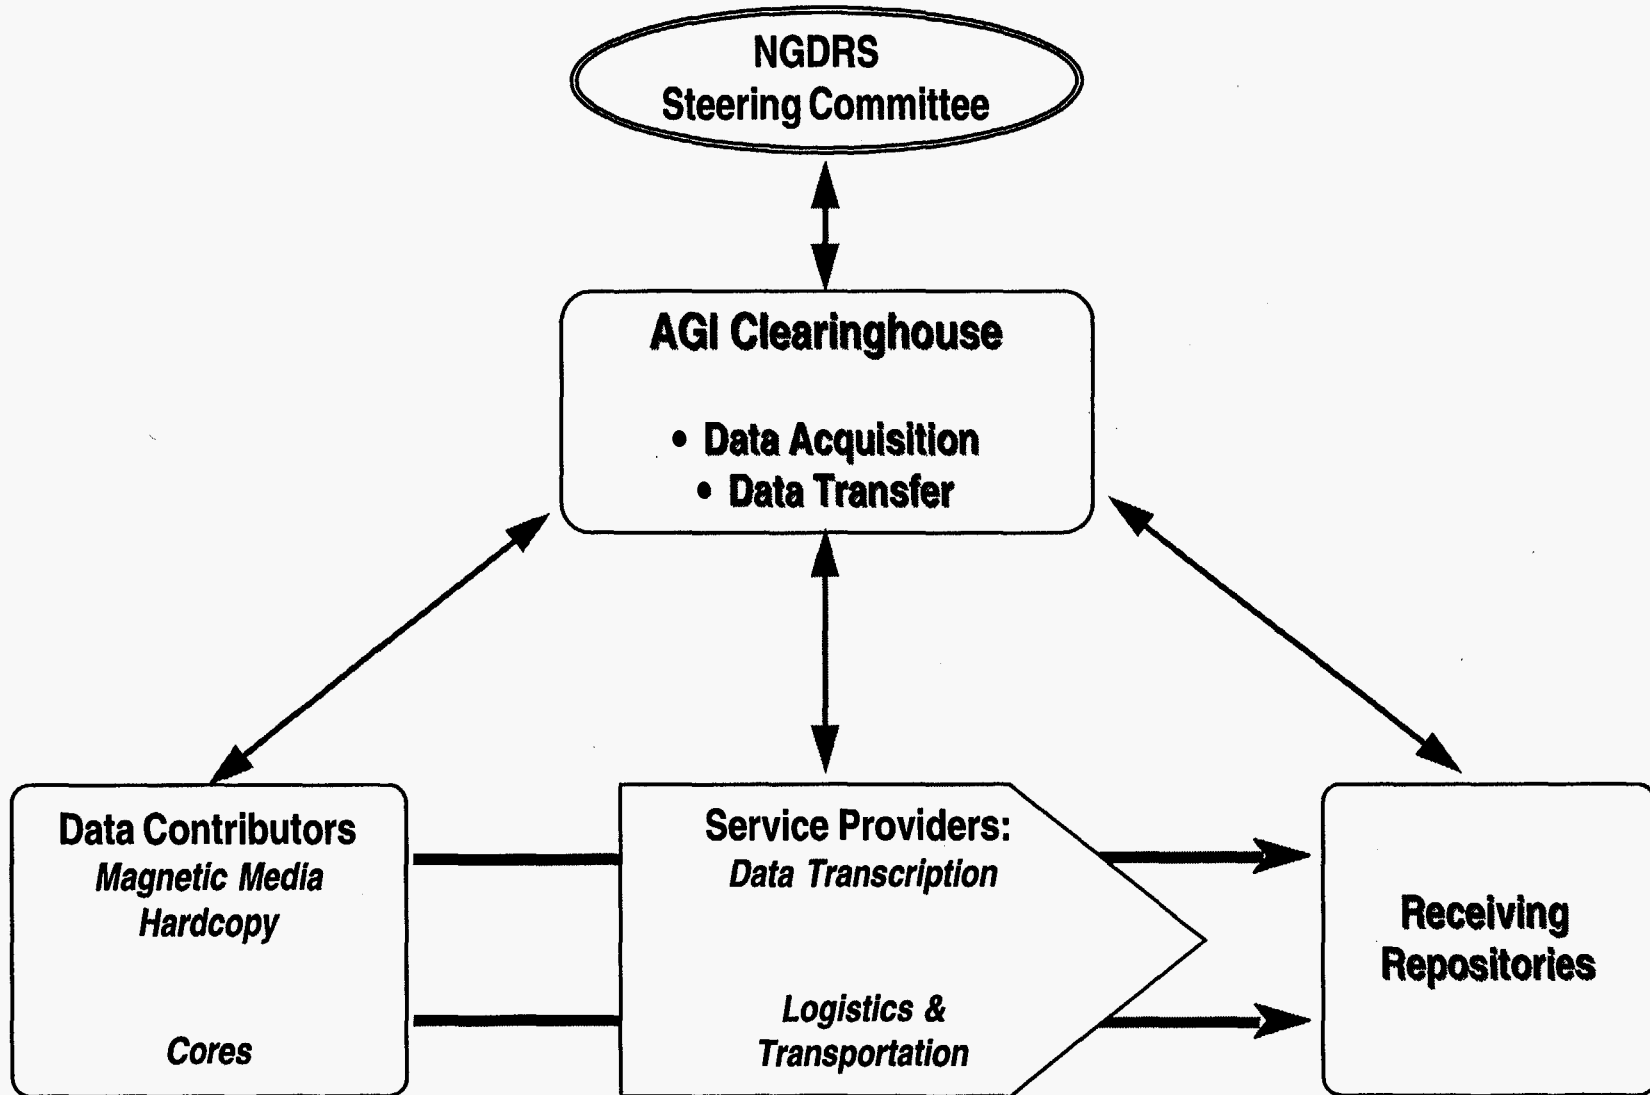 NGDRS
Steering Committee
AGI Clearinghouse
• Data Acquisition
• Data Transfer
Data Contributors
Magnetic Media
Hardcopy
Cores
Service Providers:
Data Transcription
Logistics &
Transportation
Receiving
Repositories